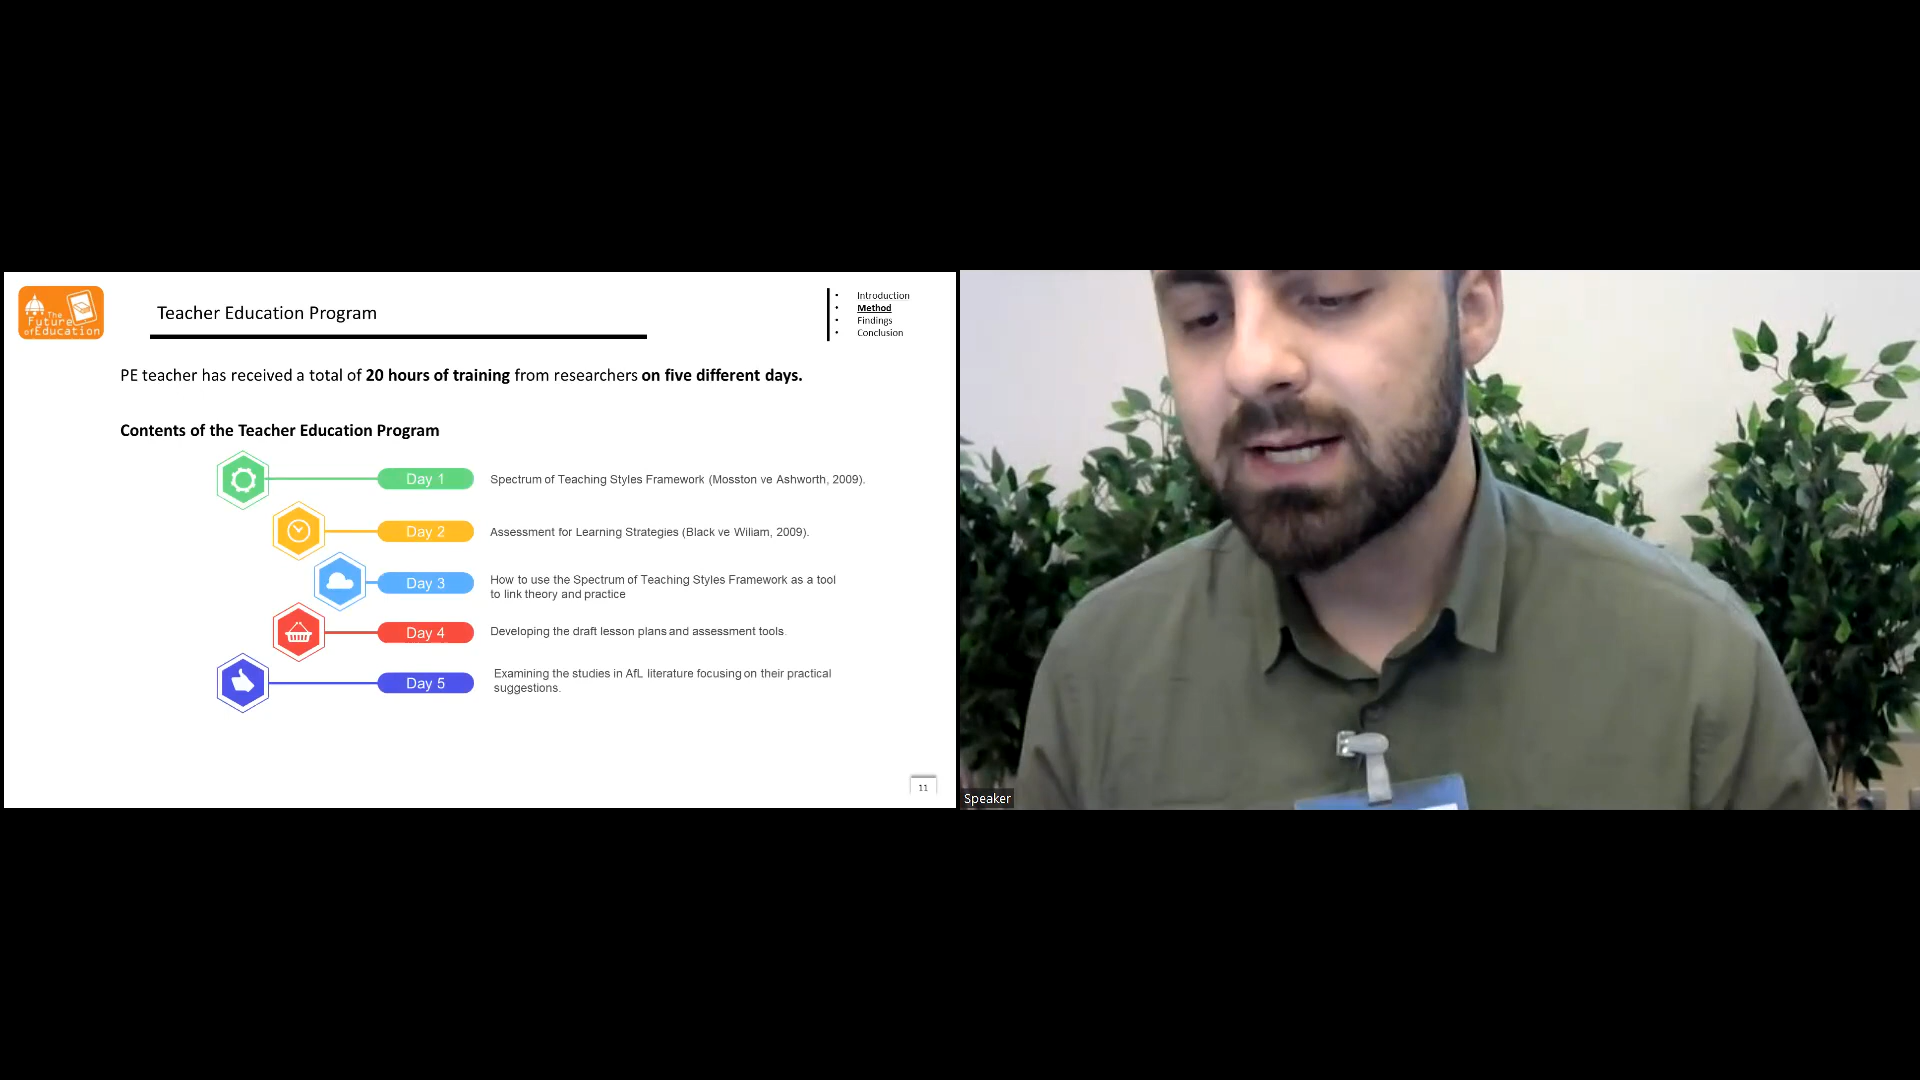 The
Future
of Education
Teacher Education Program
• Introduction
• Method
• Findings
• Conclusion
PE teacher has received a total of 20 hours of training from researchers on five different days.
Contents of the Teacher Education Program
Day 1 Spectrum of Teaching Styles Framework (Mosston ve Ashworth, 2009).
Day 2 Assessment for Learning Strategies (Black ve Wiliam, 2009).
Day 3 How to use the Spectrum of Teaching Styles Framework as a tool
to link theory and practice
Day 4 Developing the draft lesson plans and assessment tools.
Day 5 Examining the studies in AfL literature focusing on their practical
suggestions.
11
Speaker